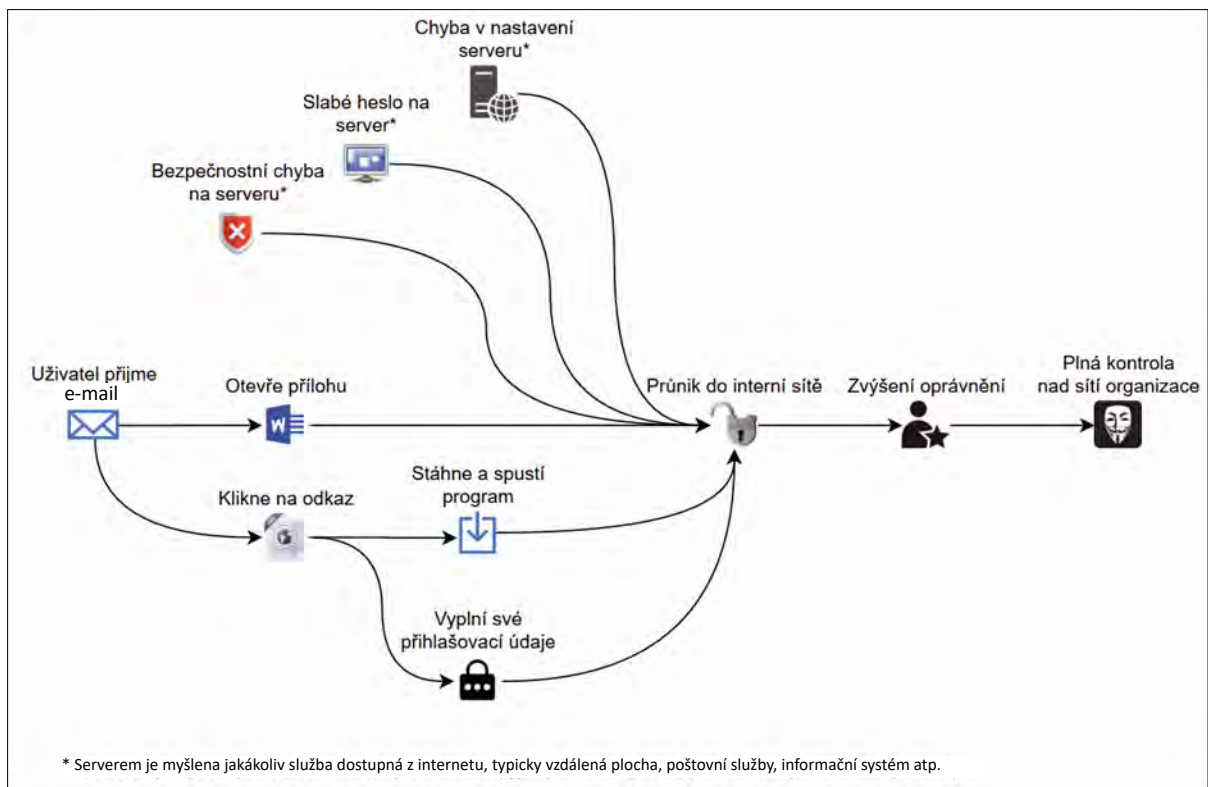 Chyba v nastavení
serveru*
Slabé heslo na
server*
Bezpečnostní chyba
na serveru*
Uživatel přijme
e-mail
Otevře přílohu
Průnik do interní sítě
Zvýšení oprávnění
Plná kontrola
nad sítí organizace
Klikne na odkaz
Stáhne a spustí
program
Vyplní své
přihlašovací údaje
* Serverem je myšlena jakákoliv služba dostupná z internetu, typicky vzdálená plocha, poštovní služby, informační systém atp.